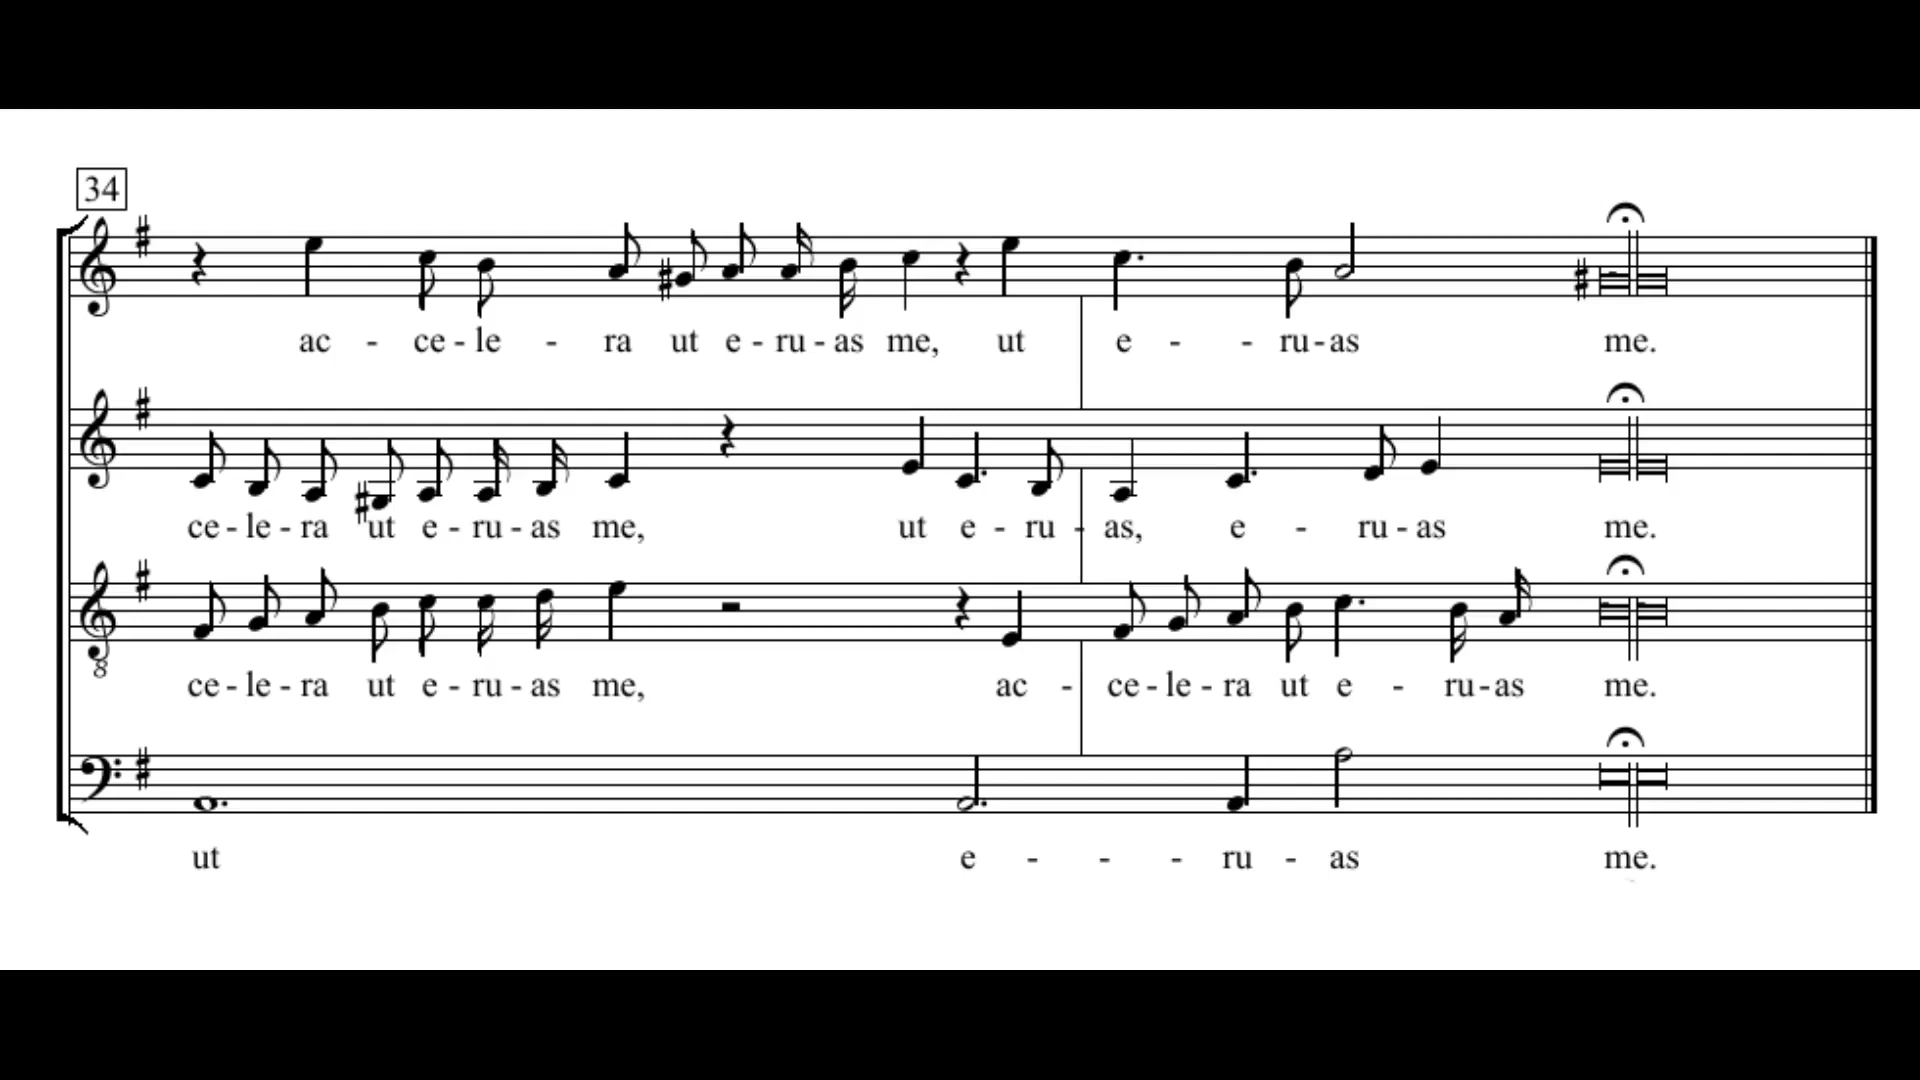 34
ac - ce - le - ra ut e - ru - as me, ut e - - ru - as me.
ce - le - ra ut e - ru - as me, ut e - ru - as, e - ru - as me.
8
ce - le - ra ut e - ru - as me, ac - ce - le - ra ut e - ru - as me.
ut e - - - ru - as me.